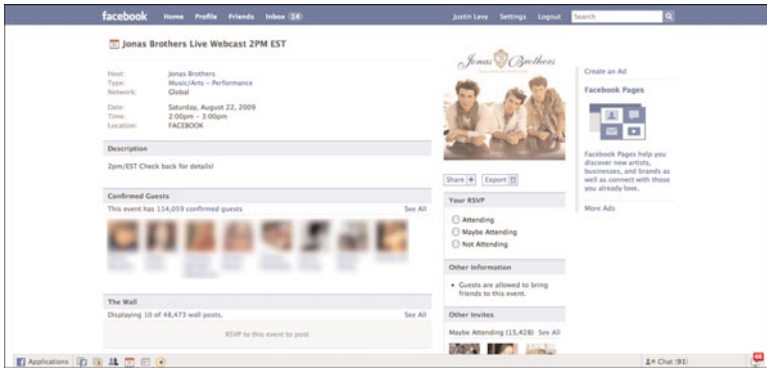 facebook Home Profile Friends Inbox 14 Justin Levy Settings Logout Search
Jonas Brothers Live Webcast 2PM EST
Host: Jonas Brothers
Type: Music/Arts - Performance
Network: Global
Date: Saturday, August 22, 2009
Time: 2:00pm - 3:00pm
Location: FACEBOOK
Description
2pm/EST Check back for details!
Confirmed Guests
This event has 114,059 confirmed guests See All
The Wall
Displaying 10 of 48,473 wall posts. See All
RSVP to this event to post
Jonas Brothers
Share +
Export
Your RSVP
Attending
Maybe Attending
Not Attending
Other Information
Guests are allowed to bring
friends to this event.
Other Invites
Maybe Attending (15,428) See All
Create an Ad
Facebook Pages
Facebook Pages help you
discover new artists,
businesses, and brands as
well as connect with those
you already love.
More Ads
Applications
Chat (91)